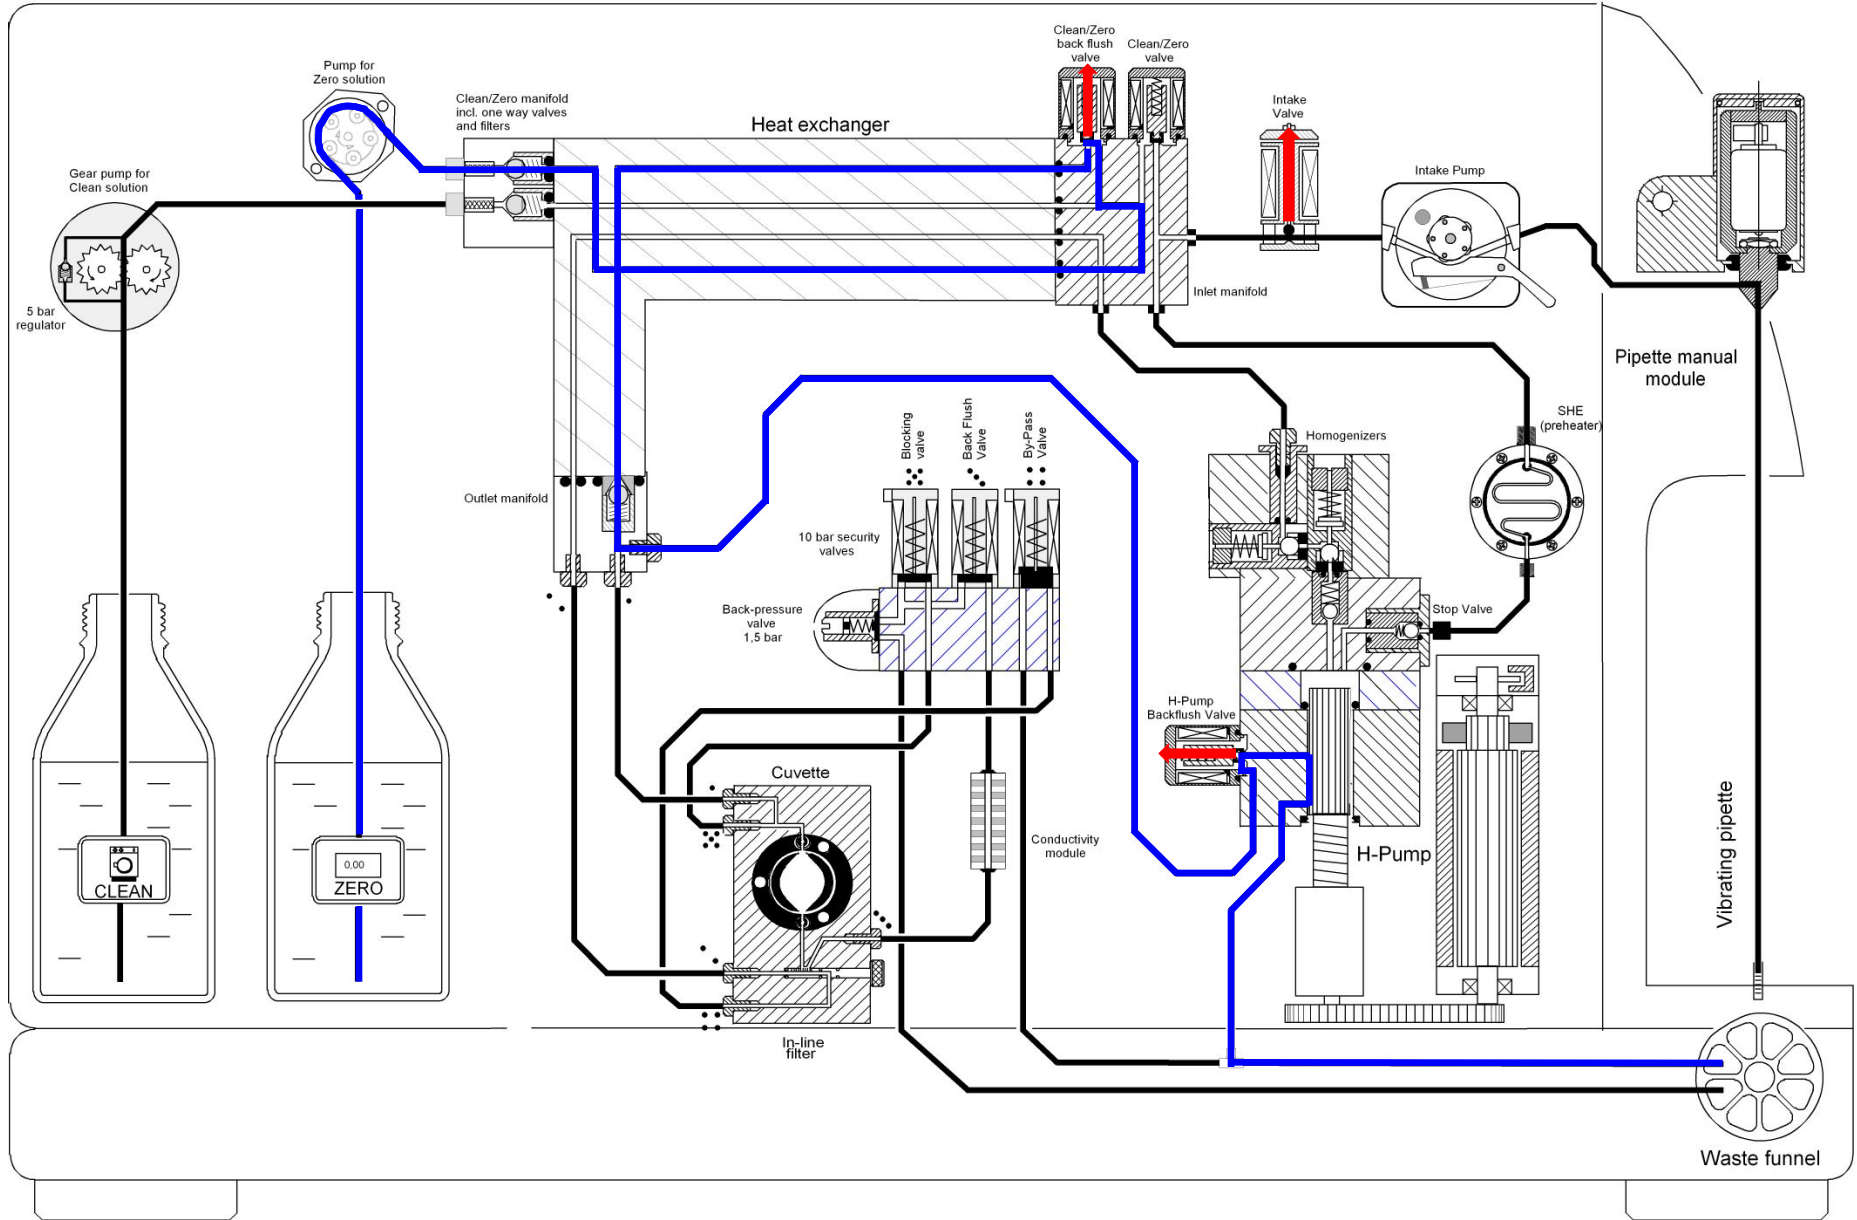 Clean/Zero
back flush
valve
Clean/Zero
valve
Pump for
Zero solution
Clean/Zero manifold
incl. one way valves
and filters
Heat exchanger
Intake
Valve
Gear pump for
Clean solution
Intake Pump
5 bar
regulator
Inlet manifold
Pipette manual
module
SHE
(preheater)
Homogenizers
Blocking
valve
Back Flush
Valve
By-Pass
Valve
Outlet manifold
10 bar security
valves
Back-pressure
valve
1,5 bar
Stop Valve
H-Pump
Backflush Valve
Cuvette
Conductivity
module
H-Pump
Vibrating pipette
CLEAN
0,00
ZERO
In-line
filter
Waste funnel